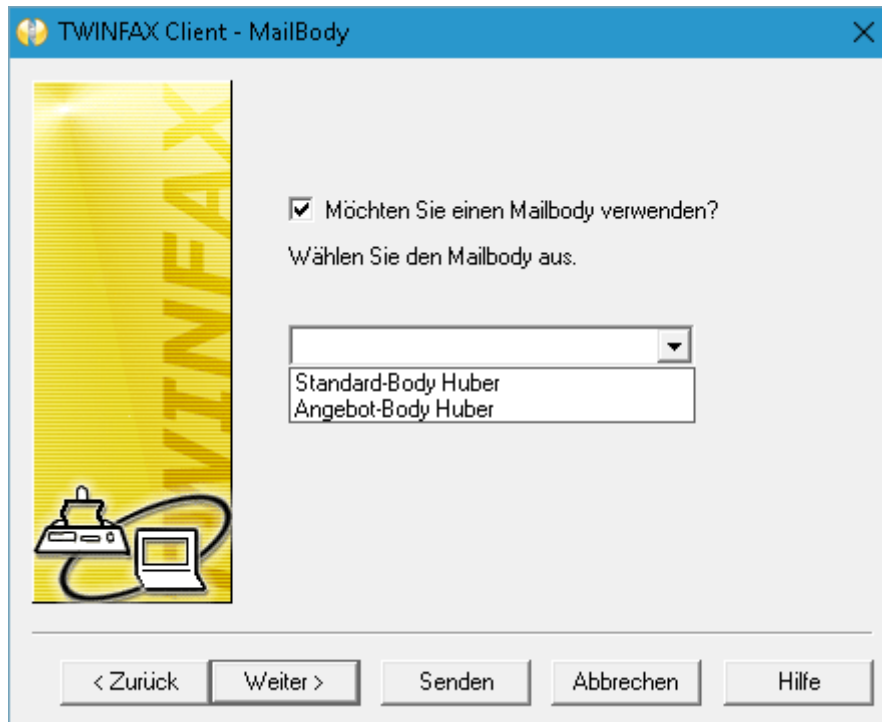 TWINFAX Client - MailBody
TWINFAX
Möchten Sie einen Mailbody verwenden?
Wählen Sie den Mailbody aus.
Standard-Body Huber
Angebot-Body Huber
< Zurück
Weiter >
Senden
Abbrechen
Hilfe